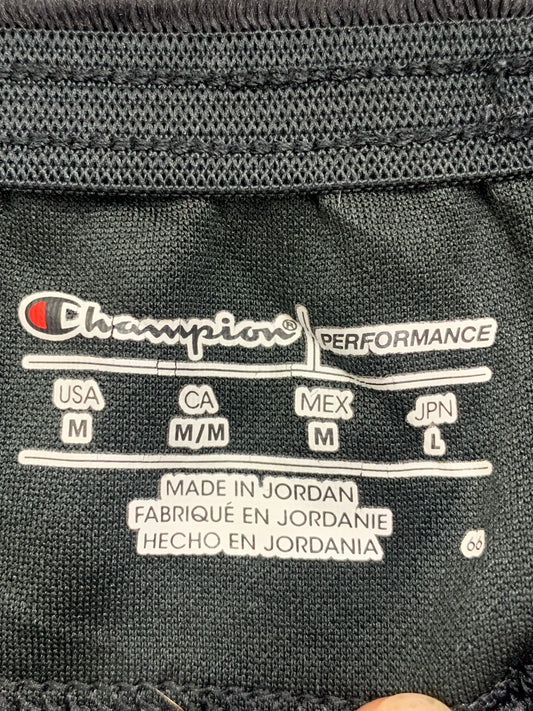 Champion® PERFORMANCE
USA CA MEX JPN
M M/M M L
MADE IN JORDAN
FABRIQUÉ EN JORDANIE
HECHO EN JORDANIA
66